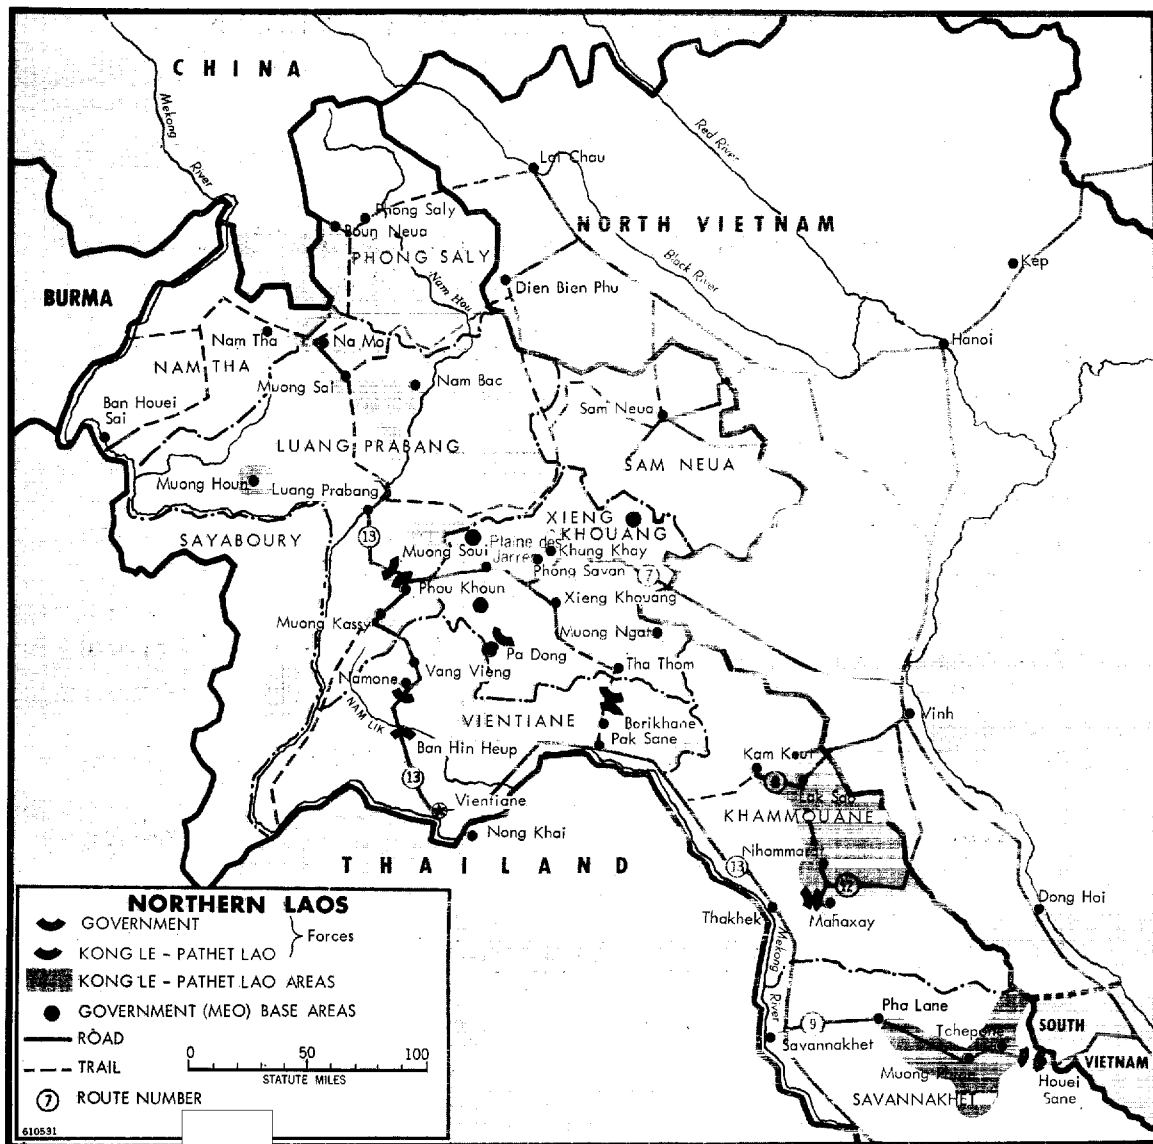 CHINA
Mekong
River
Red River
Lai Chau
Phong Saly
Boun Neua
PHONG SALY
NORTH VIETNAM
Black River
Kep
BURMA
Nam Hou
Dien Bien Phu
Nam Tha
Na Mo
Hanoi
NAM THA
Muong Sai
Nam Bac
Ban Houei
Sai
Sam Neua
LUANG PRABANG
SAM NEUA
Muong Houn
Luang Prabang
XIENG
KHOUANG
13
SAYABOURY
Muong Soui
Plaine des
Jarres
Khung Khay
Phong Savan
7
Phou Khoun
Xieng Khouang
Muong Kassy
Muong Ngat
Pa Dong
Tha Thom
Vang Vieng
Namone
NAM LIK
VIENTIANE
Borikhane
Vinh
Ban Hin Heup
Pak Sane
Kam Keut
13
8
Lak Sao
Vientiane
KHAMMOUANE
Nong Khai
THAILAND
Nhommarat
13
12
Mahaxay
Dong Hoi
Thakhek
Mekong
River
Pha Lane
Tchepone
SOUTH
VIETNAM
9
Savannakhet
Muong Phine
Houei
Sane
SAVANNAKHET
NORTHERN LAOS
GOVERNMENT
KONG LE - PATHET LAO
Forces
KONG LE - PATHET LAO AREAS
GOVERNMENT (MEO) BASE AREAS
ROAD
TRAIL
0 50 100
STATUTE MILES
7 ROUTE NUMBER
610531